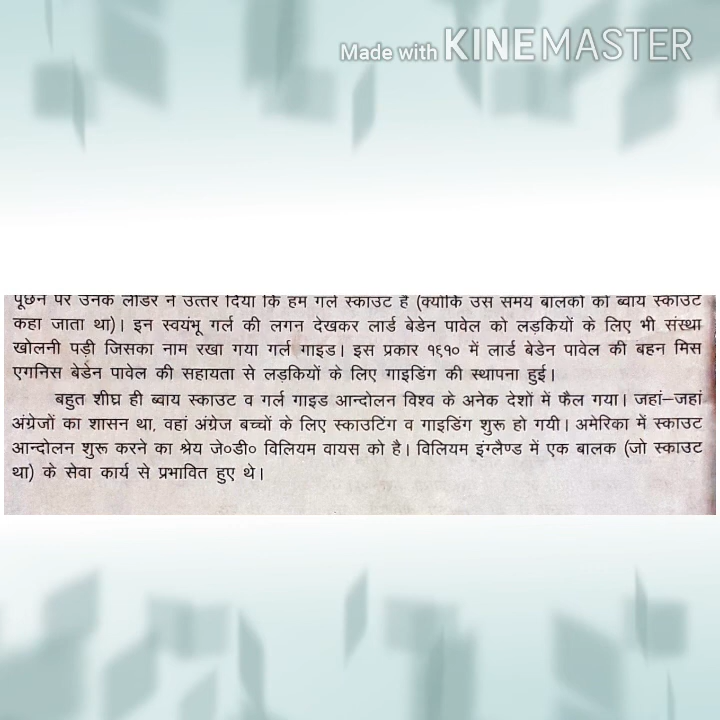 Made with KINEMASTER
पूछने पर उनके लीडर ने उत्तर दिया कि हम गर्ल स्काउट हैं (क्योंकि उस समय बालकों को ब्वाय स्काउट
कहा जाता था)। इन स्वयंभू गर्ल की लगन देखकर लार्ड बेडेन पावेल को लड़कियों के लिए भी संस्था
खोलनी पड़ी जिसका नाम रखा गया गर्ल गाइड। इस प्रकार १९१० में लार्ड बेडेन पावेल की बहन मिस
एगनिस बेडेन पावेल की सहायता से लड़कियों के लिए गाइडिंग की स्थापना हुई।
बहुत शीघ्र ही ब्वाय स्काउट व गर्ल गाइड आन्दोलन विश्व के अनेक देशों में फैल गया। जहां–जहां
अंग्रेजों का शासन था, वहां अंग्रेज बच्चों के लिए स्काउटिंग व गाइडिंग शुरू हो गयी। अमेरिका में स्काउट
आन्दोलन शुरू करने का श्रेय जे०डी० विलियम वायस को है। विलियम इंग्लैण्ड में एक बालक (जो स्काउट
था) के सेवा कार्य से प्रभावित हुए थे।